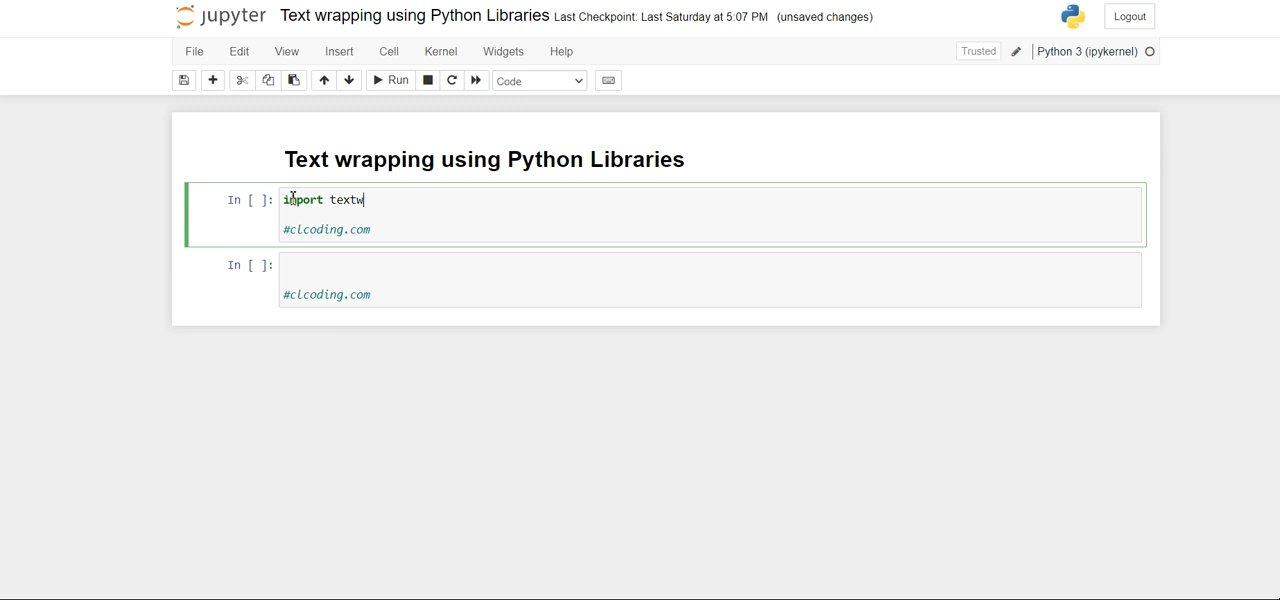 jupyter Text wrapping using Python Libraries Last Checkpoint: Last Saturday at 5:07 PM (unsaved changes) Logout
File Edit View Insert Cell Kernel Widgets Help Trusted Python 3 (ipykernel)
Run Code
Text wrapping using Python Libraries
In [ ]: import textw
#clcoding.com
In [ ]:
#clcoding.com